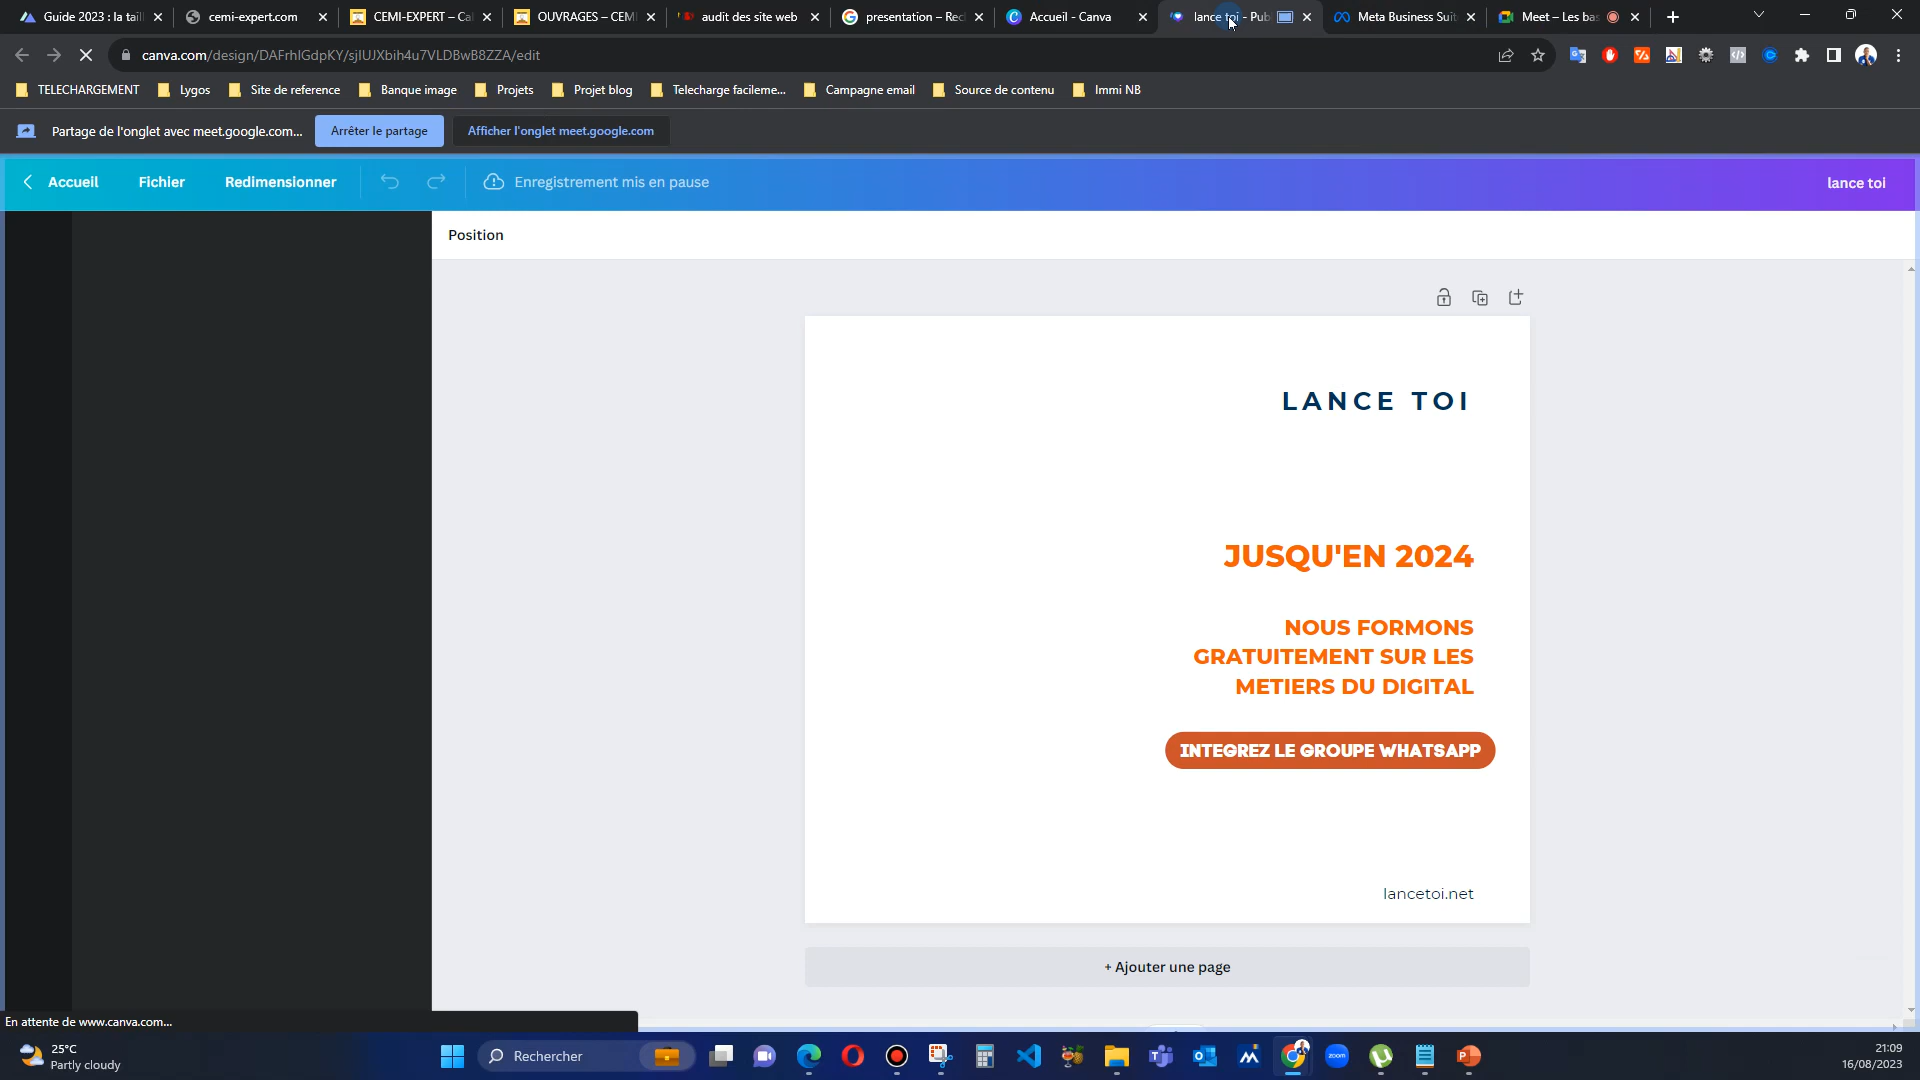 Guide 2023 : la tail
cemi-expert.com
CEMI-EXPERT – Ca
OUVRAGES – CEM
audit des site web
presentation – Rec
Accueil - Canva
lance toi - Pub
Meta Business Suit
Meet – Les bas
canva.com/design/DAFrhlGdpKY/sjlUJXbih4u7VLDBwB8ZZA/edit
TELECHARGEMENT
Lygos
Site de reference
Banque image
Projets
Projet blog
Telecharge facileme...
Campagne email
Source de contenu
Immi NB
Partage de l'onglet avec meet.google.com...
Arrêter le partage
Afficher l'onglet meet.google.com
Accueil
Fichier
Redimensionner
Enregistrement mis en pause
lance toi
Position
LANCE TOI
JUSQU'EN 2024
NOUS FORMONS
GRATUITEMENT SUR LES
METIERS DU DIGITAL
INTEGREZ LE GROUPE WHATSAPP
lancetoi.net
+ Ajouter une page
En attente de www.canva.com...
25°C
Partly cloudy
Rechercher
zoom
21:09
16/08/2023